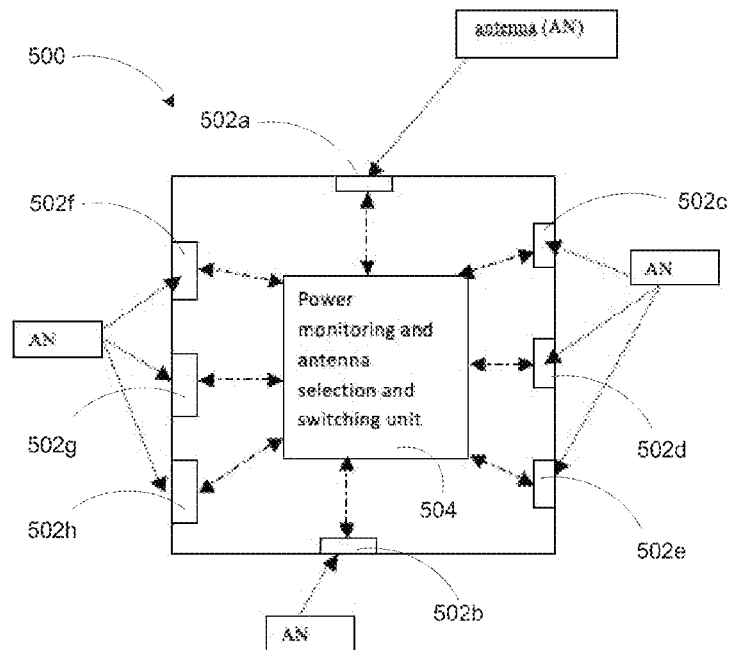 antenna (AN)
500
502a
502f
502c
Power
monitoring and
antenna
selection and
switching unit
AN
AN
502g
502d
504
502h
502e
502b
AN